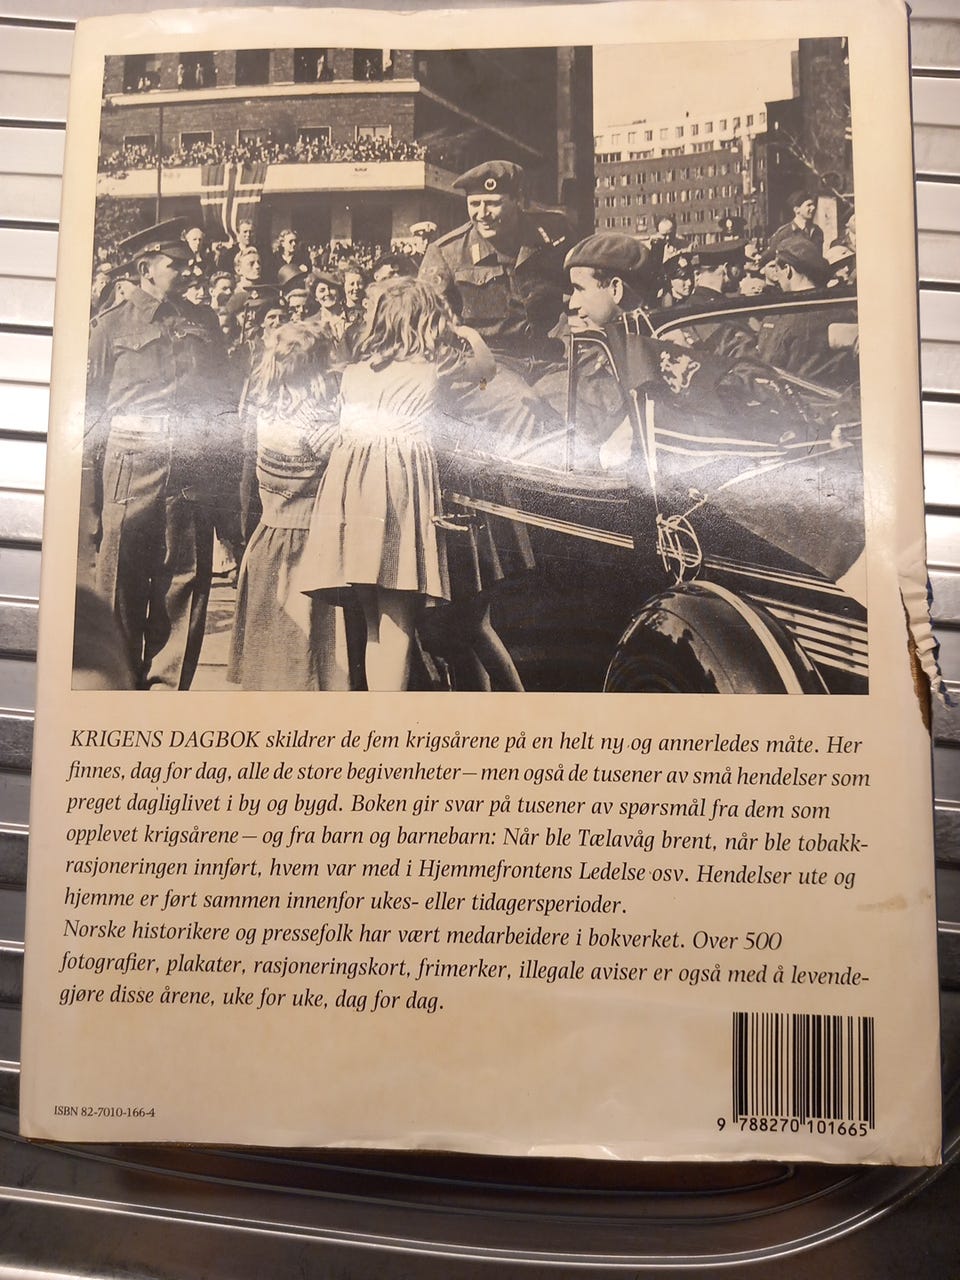 KRIGENS DAGBOK skildrer de fem krigsårene på en helt ny og annerledes måte. Her
finnes, dag for dag, alle de store begivenheter—men også de tusener av små hendelser som
preget dagliglivet i by og bygd. Boken gir svar på tusener av spørsmål fra dem som
opplevet krigsårene—og fra barn og barnebarn: Når ble Tælavåg brent, når ble tobakk-
rasjoneringen innført, hvem var med i Hjemmefrontens Ledelse osv. Hendelser ute og
hjemme er ført sammen innenfor ukes- eller tidagersperioder.
Norske historikere og pressefolk har vært medarbeidere i bokverket. Over 500
fotografier, plakater, rasjoneringskort, frimerker, illegale aviser er også med å levende-
gjøre disse årene, uke for uke, dag for dag.
ISBN 82-7010-166-4
9 788270 101665